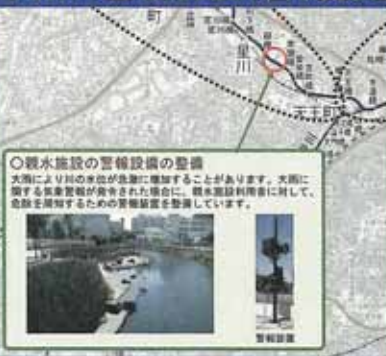 町
星川
天王町
○親水施設の警報設備の整備
大雨により川の水位が急激に増加することがあります。大雨に
関する気象警報が発令された場合に、親水施設利用者に対して、
危険を周知するための警報装置を整備しています。
警報設備